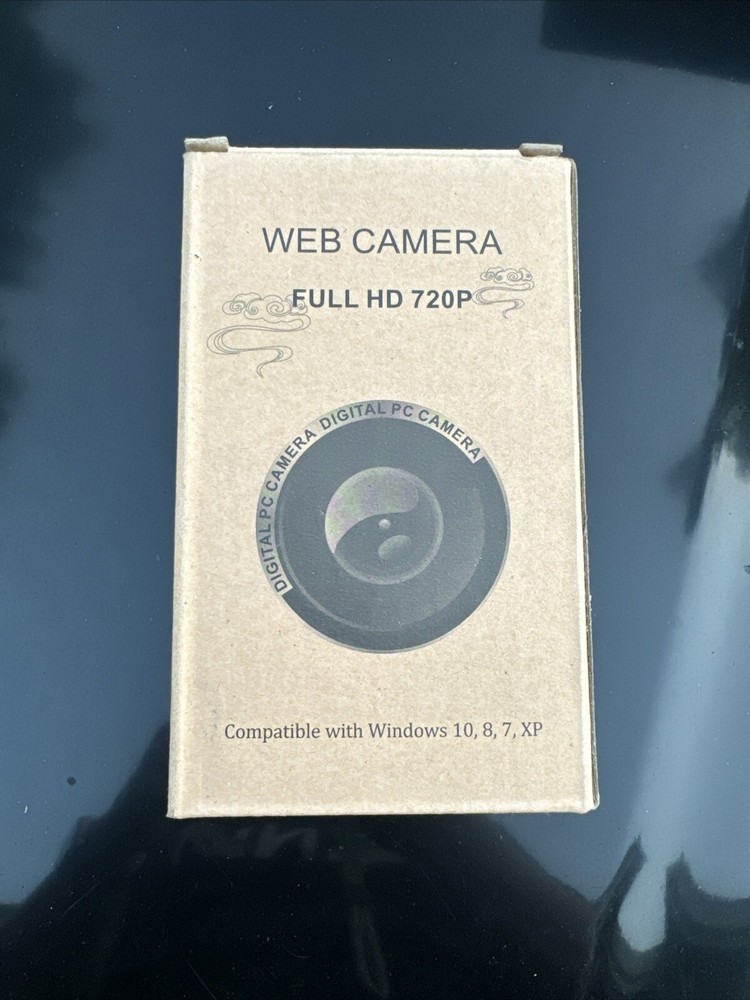 WEB CAMERA
FULL HD 720P
DIGITAL PC CAMERA DIGITAL PC CAMERA
Compatible with Windows 10, 8, 7, XP